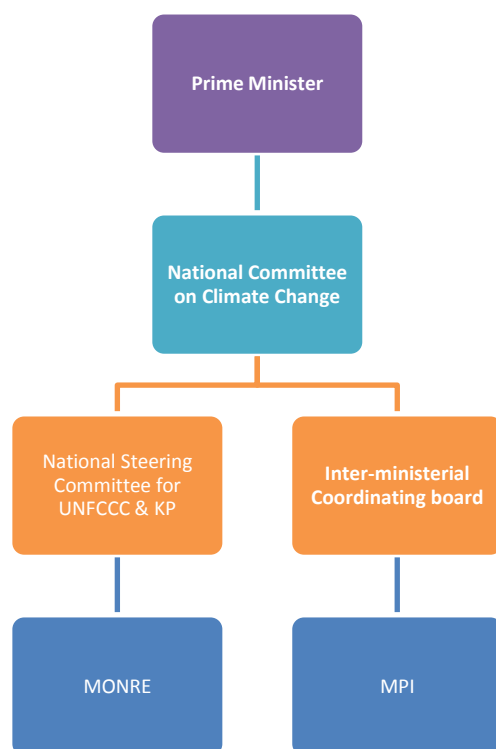 Prime Minister
National Committee
on Climate Change
National Steering
Committee for
UNFCCC & KP
Inter-ministerial
Coordinating board
MONRE
MPI